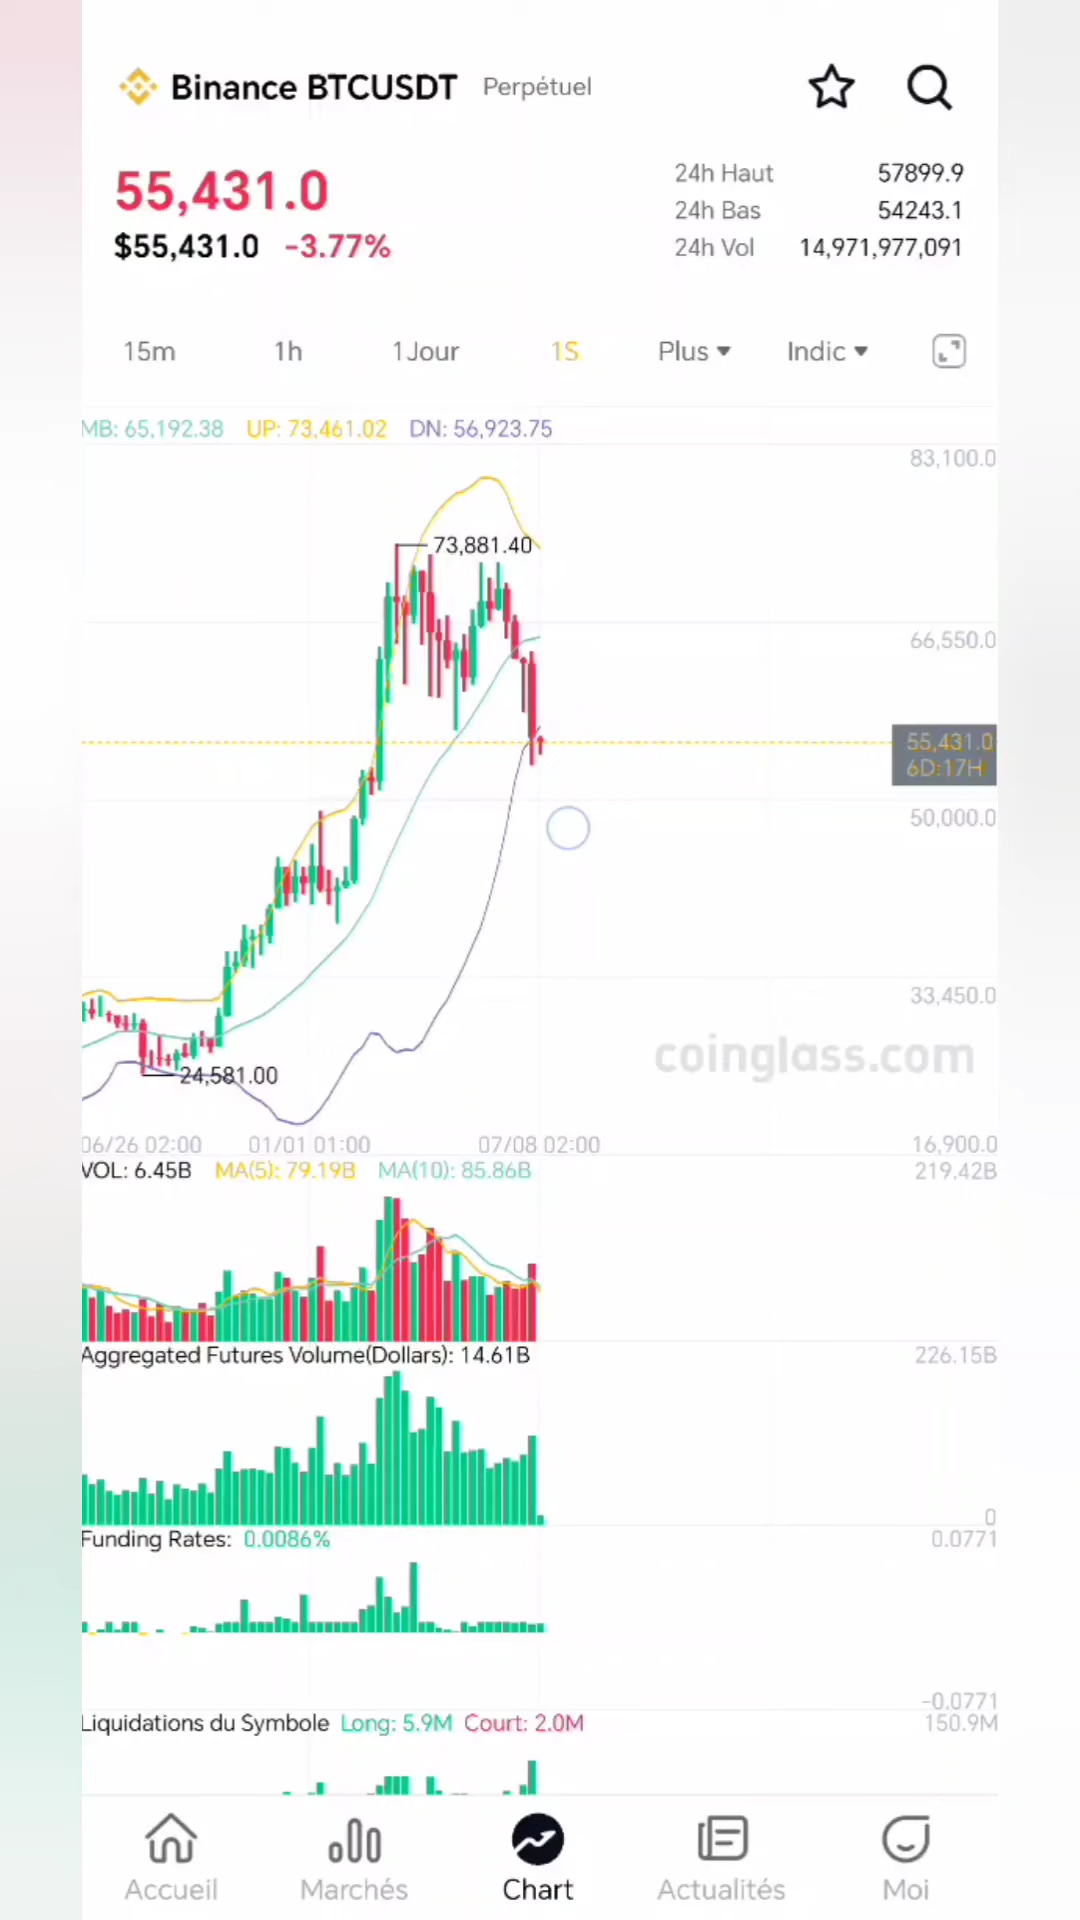 Binance BTCUSDT Perpétuel
55,431.0
$55,431.0 -3.77%
24h Haut 57899.9
24h Bas 54243.1
24h Vol 14,971,977,091
15m 1h 1Jour 1S Plus Indic
MB: 65,192.38 UP: 73,461.02 DN: 56,923.75
83,100.0
73,881.40
66,550.0
55,431.0
6D:17H
50,000.0
33,450.0
coinglass.com
24,581.00
06/26 02:00 01/01 01:00 07/08 02:00 16,900.0
VOL: 6.45B MA(5): 79.19B MA(10): 85.86B 219.42B
Aggregated Futures Volume(Dollars): 14.61B 226.15B
0
Funding Rates: 0.0086% 0.0771
-0.0771
Liquidations du Symbole Long: 5.9M Court: 2.0M 150.9M
Accueil Marchés Chart Actualités Moi